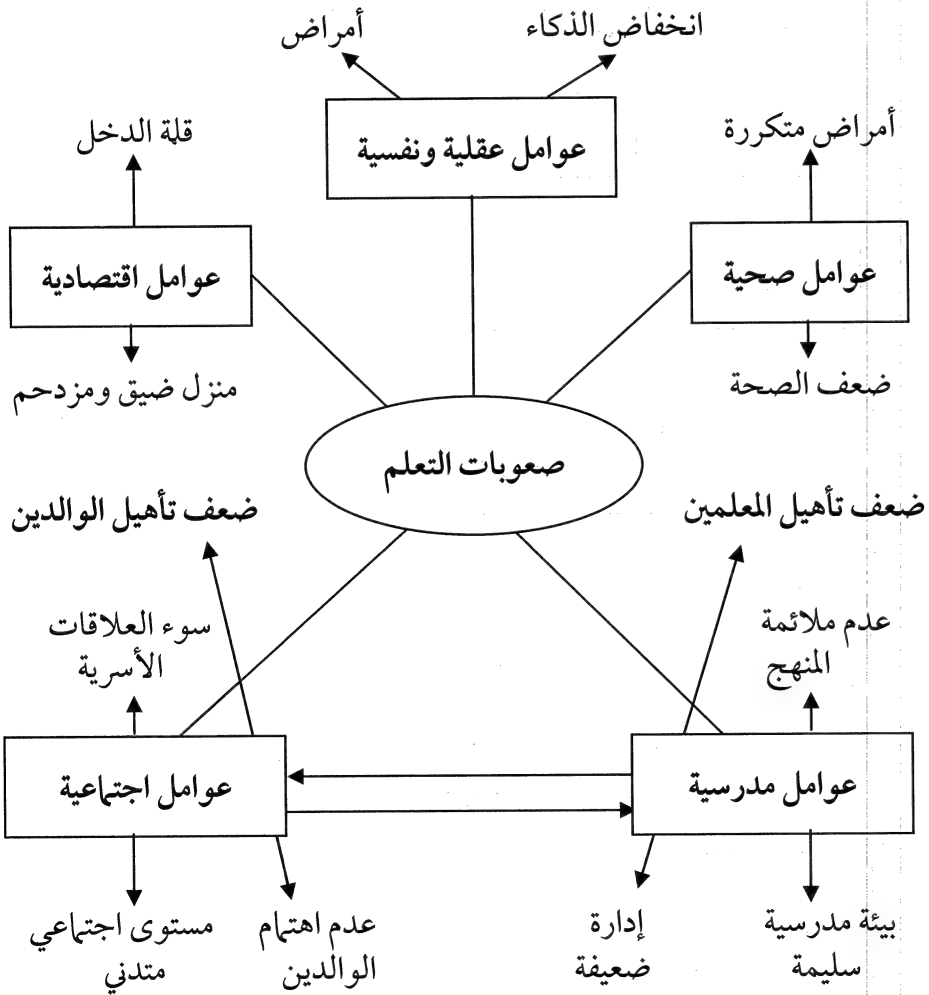 انخفاض الذكاء
أمراض
عوامل عقلية ونفسية
أمراض متكررة
عوامل صحية
ضعف الصحة
قلة الدخل
عوامل اقتصادية
منزل ضيق ومزدحم
صعوبات التعلم
ضعف تأهيل المعلمين
عدم ملائمة
المنهج
عوامل مدرسية
بيئة مدرسية
سليمة
إدارة
ضعيفة
ضعف تأهيل الوالدين
سوء العلاقات
الأسرية
عوامل اجتماعية
عدم اهتمام
الوالدين
مستوى اجتماعي
متدني